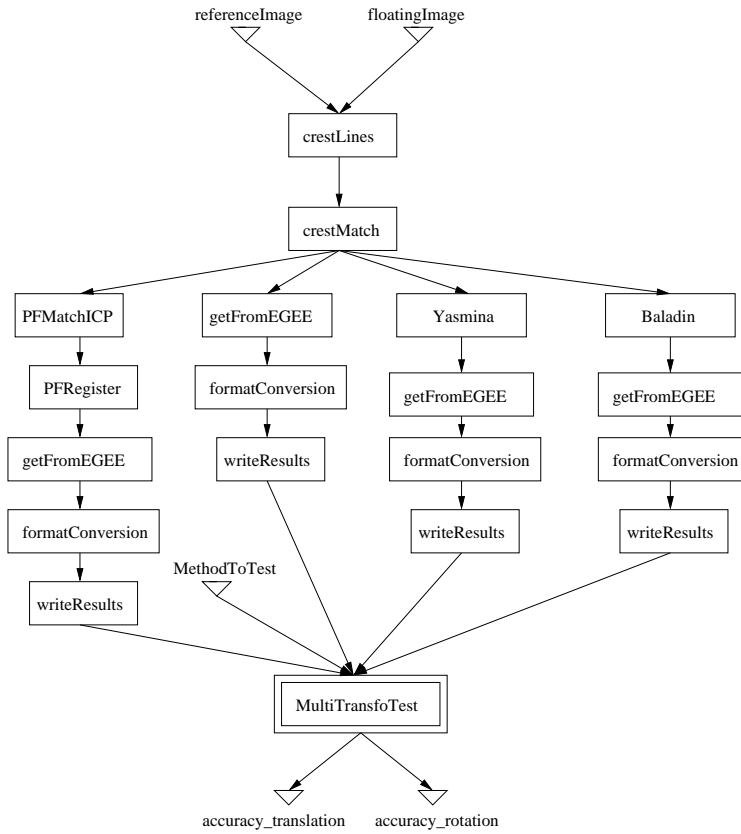 referenceImage
floatingImage
crestLines
crestMatch
PFMatchICP
getFromEGEE
Yasmina
Baladin
PFRegister
formatConversion
getFromEGEE
getFromEGEE
getFromEGEE
writeResults
formatConversion
formatConversion
formatConversion
writeResults
writeResults
MethodToTest
writeResults
MultiTransfoTest
accuracy_translation
accuracy_rotation